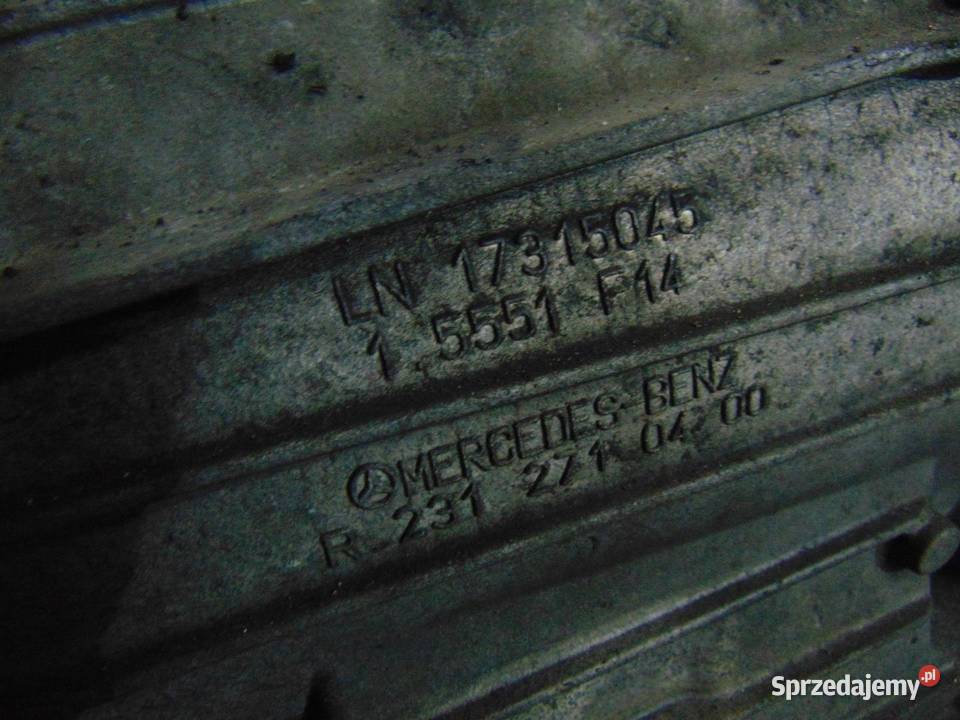 LN 17315045
1 5551 F14
MERCEDES-BENZ
R 231 271 04 00
Sprzedajemy.pl